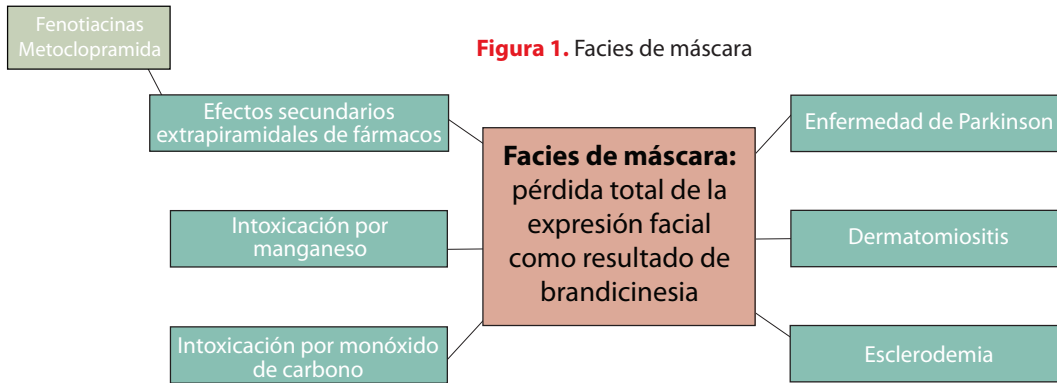 Fenotiacinas
Metoclopramida
Figura 1. Facies de máscara
Efectos secundarios
extrapiramidales de fármacos
Intoxicación por
manganeso
Intoxicación por monóxido
de carbono
Facies de máscara:
pérdida total de la
expresión facial
como resultado de
brandicinesia
Enfermedad de Parkinson
Dermatomiositis
Esclerodemia